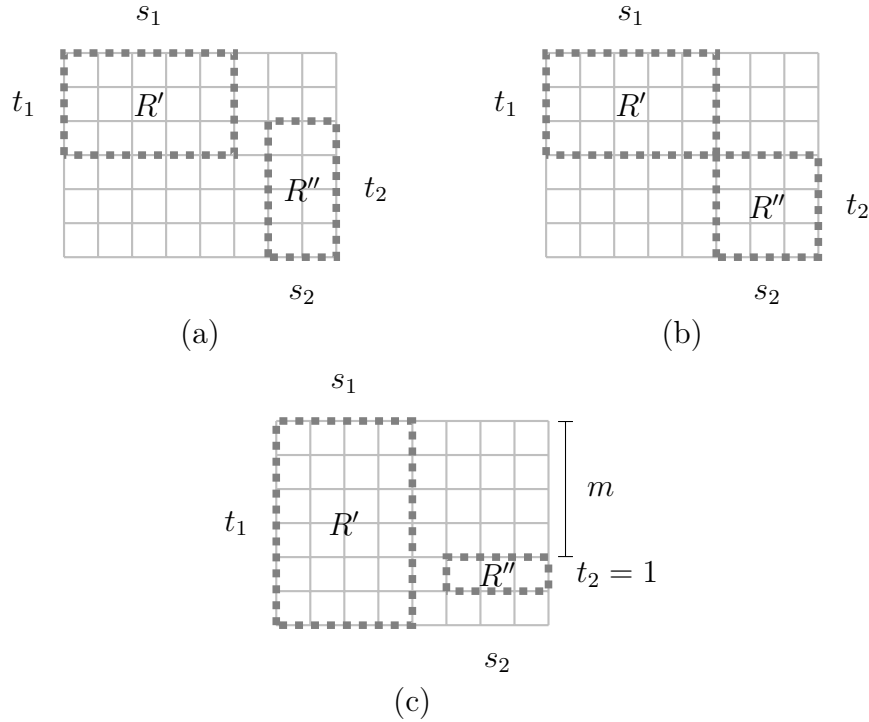 s₁ s₁
t₁ R′ t₁ R′
R″ t₂ R″ t₂
s₂ s₂
(a) (b)
s₁
m
t₁ R′
R″ t₂ = 1
s₂
(c)